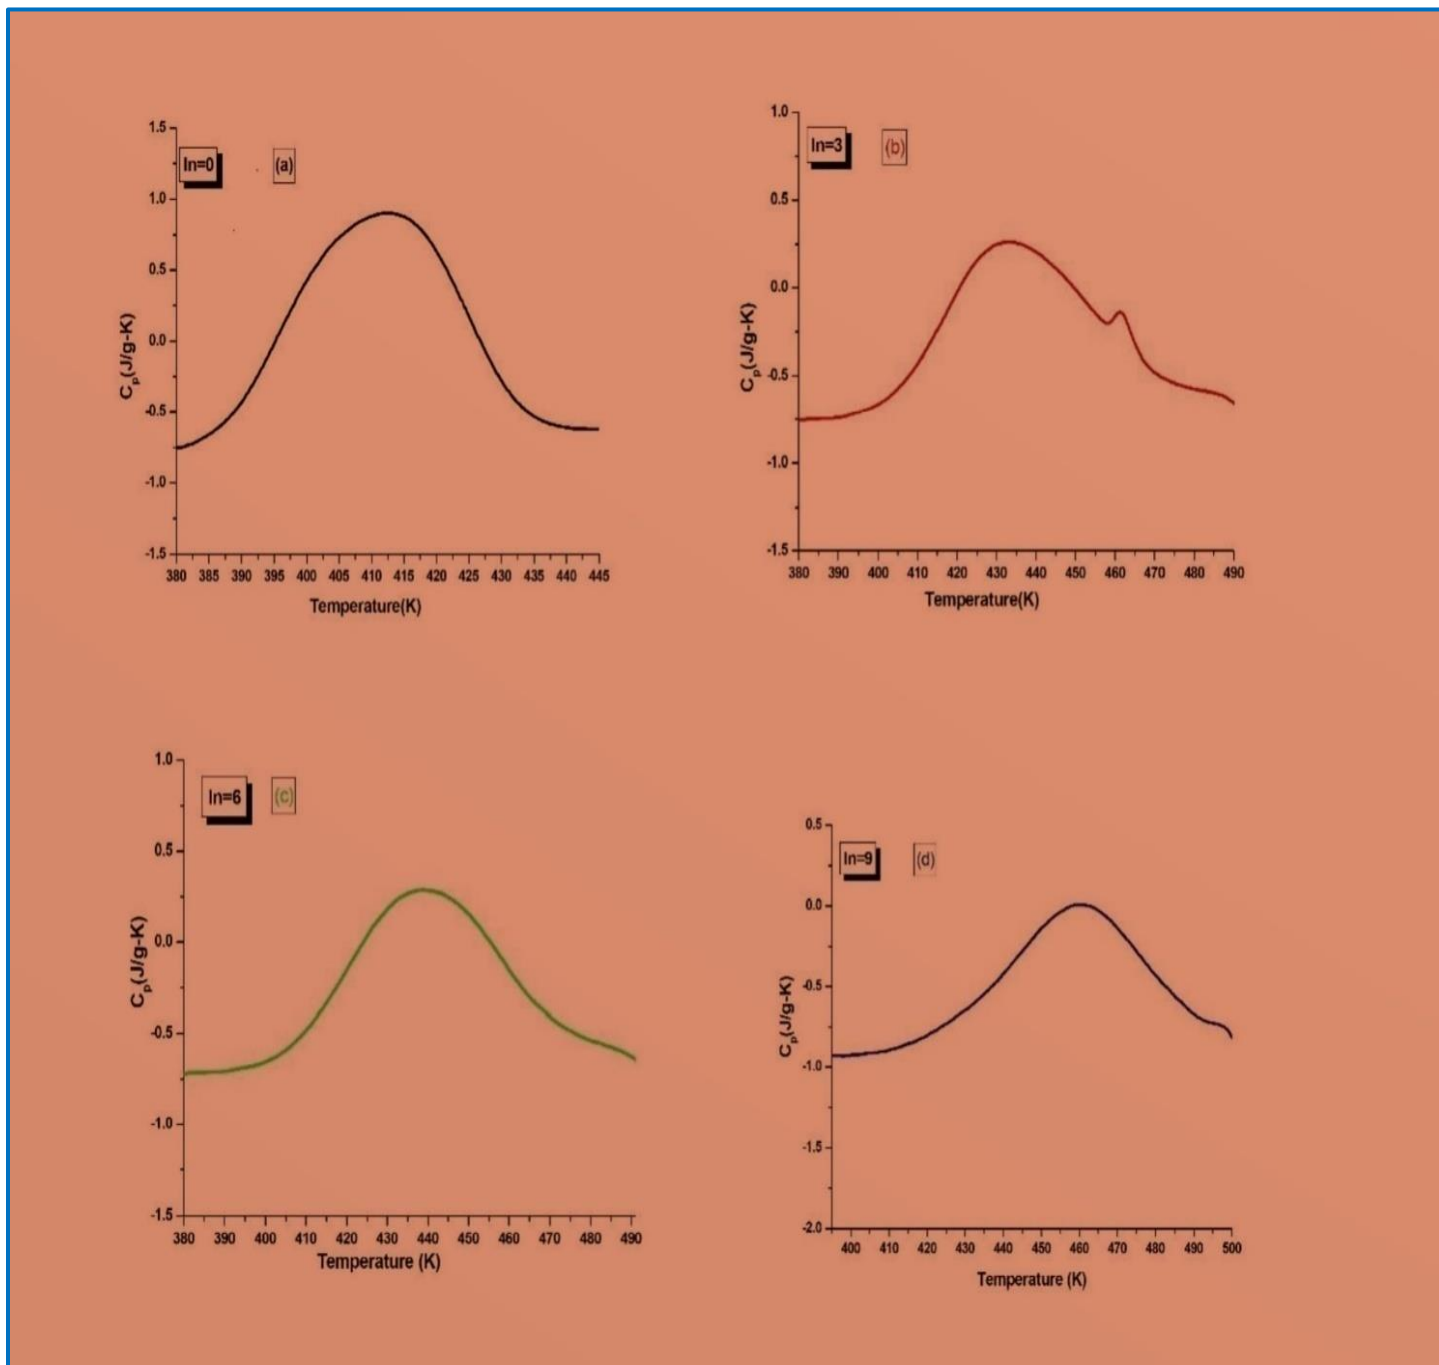 1.5
In=0
(a)
1.0
0.5
0.0
-0.5
-1.0
-1.5
Cp(J/g-K)
380 385 390 395 400 405 410 415 420 425 430 435 440 445
Temperature(K)
1.0
In=3
(b)
0.5
0.0
-0.5
-1.0
-1.5
Cp(J/g-K)
380 390 400 410 420 430 440 450 460 470 480 490
Temperature(K)
1.0
In=6
(c)
0.5
0.0
-0.5
-1.0
-1.5
Cp(J/g-K)
380 390 400 410 420 430 440 450 460 470 480 490
Temperature (K)
0.5
In=9
(d)
0.0
-0.5
-1.0
-1.5
-2.0
Cp(J/g-K)
400 410 420 430 440 450 460 470 480 490 500
Temperature (K)